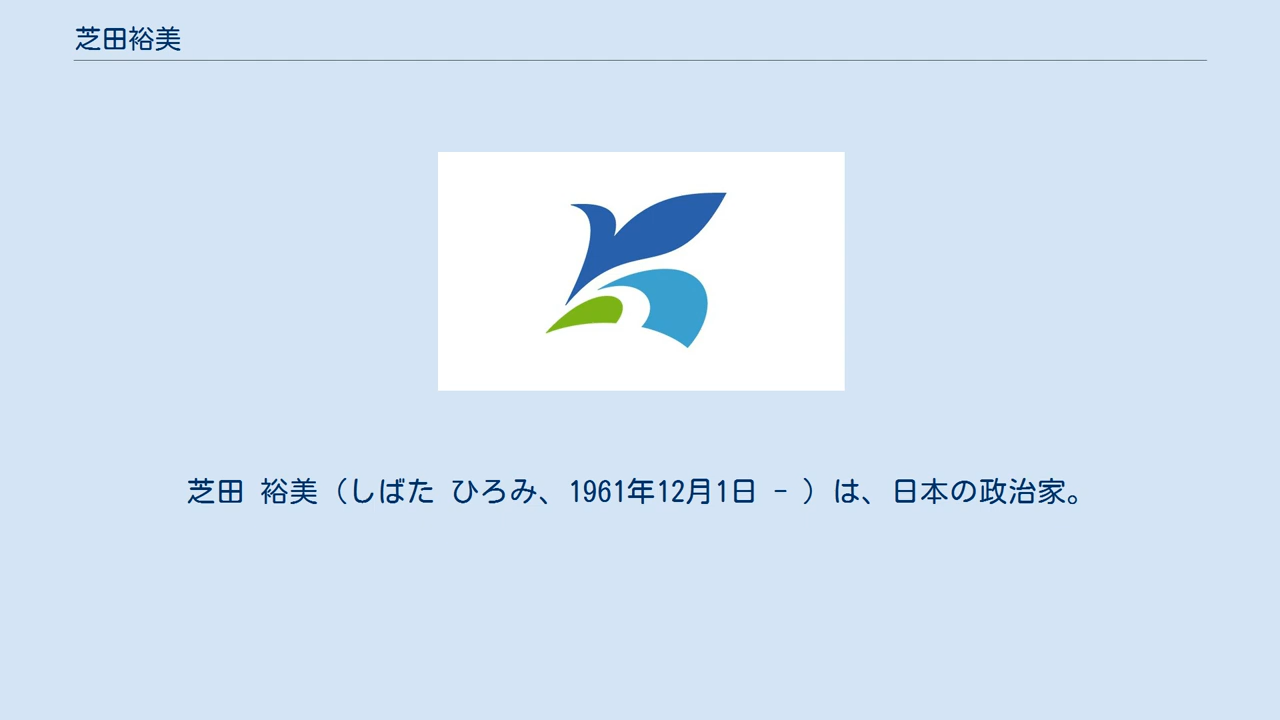 芝田裕美
芝田 裕美（しばた ひろみ、1961年12月1日 - ）は、日本の政治家。